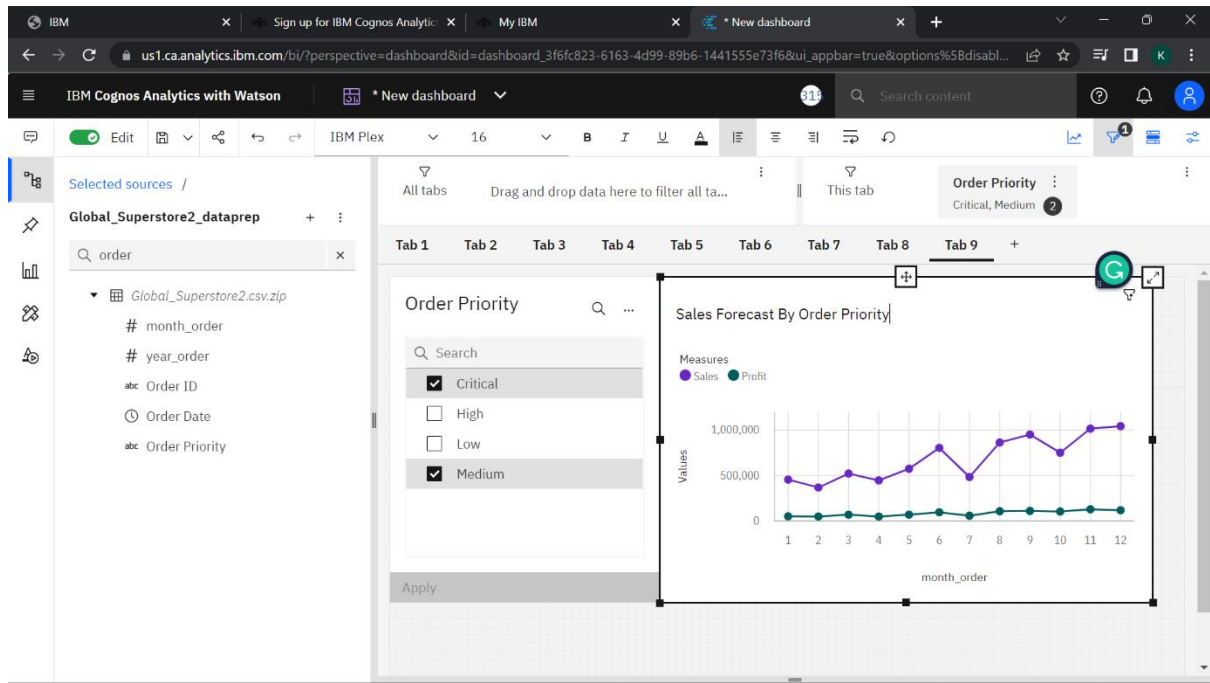 IBM
Sign up for IBM Cognos Analytic
My IBM
* New dashboard
us1.ca.analytics.ibm.com/bi/?perspective=dashboard&id=dashboard_3f6fc823-6163-4d99-89b6-1441555e73f6&ui_appbar=true&options%5Bdisabl...
K
IBM Cognos Analytics with Watson
* New dashboard
Search content
Edit
IBM Plex
16
B I U A
1
Selected sources /
Global_Superstore2_dataprep
order
Global_Superstore2.csv.zip
# month_order
# year_order
abc Order ID
Order Date
abc Order Priority
All tabs
Drag and drop data here to filter all ta...
This tab
Order Priority
Critical, Medium 2
Tab 1 Tab 2 Tab 3 Tab 4 Tab 5 Tab 6 Tab 7 Tab 8 Tab 9 +
Order Priority
Search
Critical
High
Low
Medium
Apply
Sales Forecast By Order Priority
Measures
Sales Profit
Values
1,000,000
500,000
0
1 2 3 4 5 6 7 8 9 10 11 12
month_order